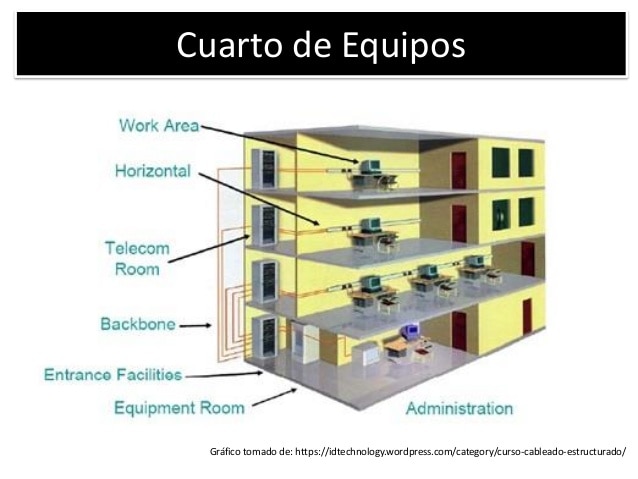 Cuarto de Equipos
Work Area
Horizontal
Telecom
Room
Backbone
Entrance Facilities
Equipment Room
Administration
Gráfico tomado de: https://idtechnology.wordpress.com/category/curso-cableado-estructurado/